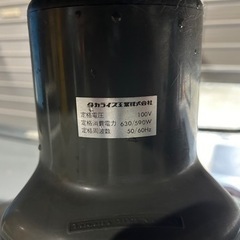 タカライズ工業株式会社
定格電圧 100V
定格消費電力 630/590W
定格周波数 50/60Hz